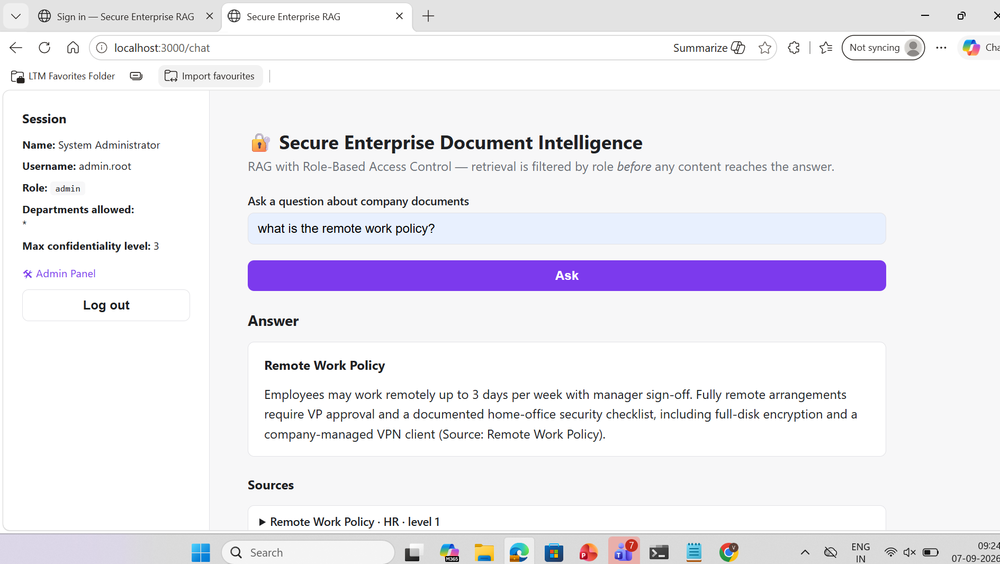 Sign in — Secure Enterprise RAG
Secure Enterprise RAG
localhost:3000/chat
Summarize
Not syncing
LTM Favorites Folder
Import favourites
Session
Name: System Administrator
Username: admin.root
Role: admin
Departments allowed:
*
Max confidentiality level: 3
🛠 Admin Panel
Log out
🔐 Secure Enterprise Document Intelligence
RAG with Role-Based Access Control — retrieval is filtered by role before any content reaches the answer.
Ask a question about company documents
what is the remote work policy?
Ask
Answer
Remote Work Policy
Employees may work remotely up to 3 days per week with manager sign-off. Fully remote arrangements
require VP approval and a documented home-office security checklist, including full-disk encryption and a
company-managed VPN client (Source: Remote Work Policy).
Sources
▶ Remote Work Policy · HR · level 1
Search
M365
P
T
7
V
ENG
IN
09:24
07-09-2026